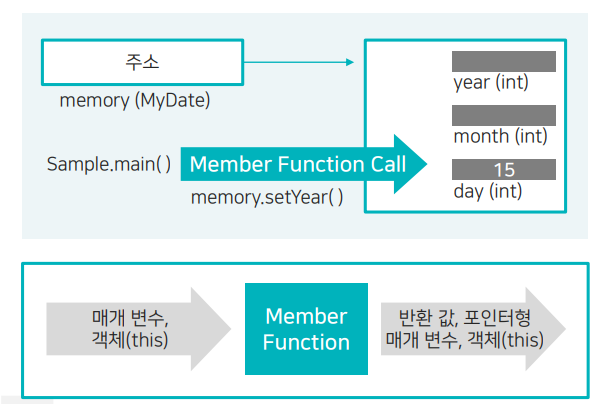 주소
memory (MyDate)
year (int)
month (int)
15
day (int)
Sample.main( )
Member Function Call
memory.setYear( )
매개 변수,
객체(this)
Member
Function
반환 값, 포인터형
매개 변수, 객체(this)